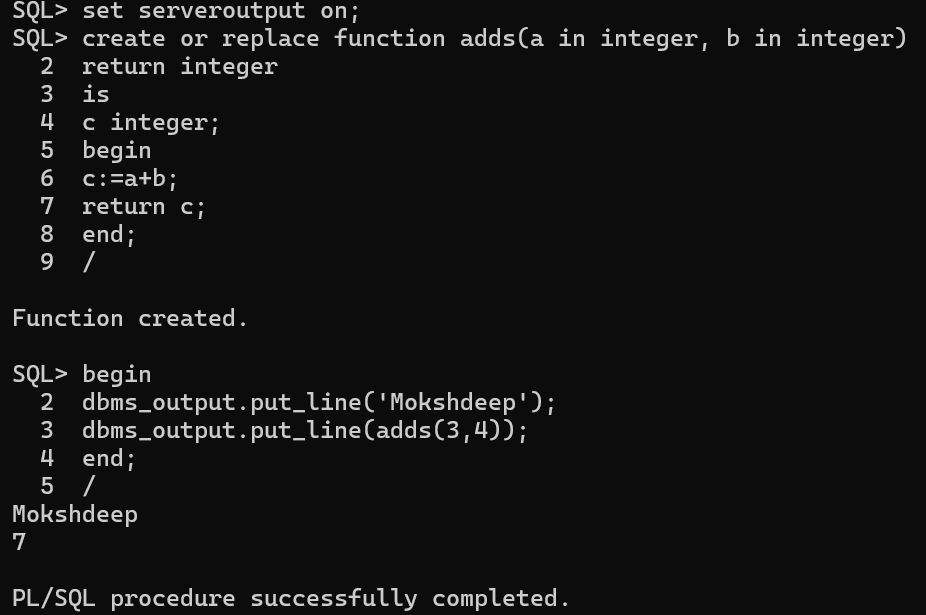 SQL> set serveroutput on;
SQL> create or replace function adds(a in integer, b in integer)
  2  return integer
  3  is
  4  c integer;
  5  begin
  6  c:=a+b;
  7  return c;
  8  end;
  9  /

Function created.

SQL> begin
  2  dbms_output.put_line('Mokshdeep');
  3  dbms_output.put_line(adds(3,4));
  4  end;
  5  /
Mokshdeep
7

PL/SQL procedure successfully completed.